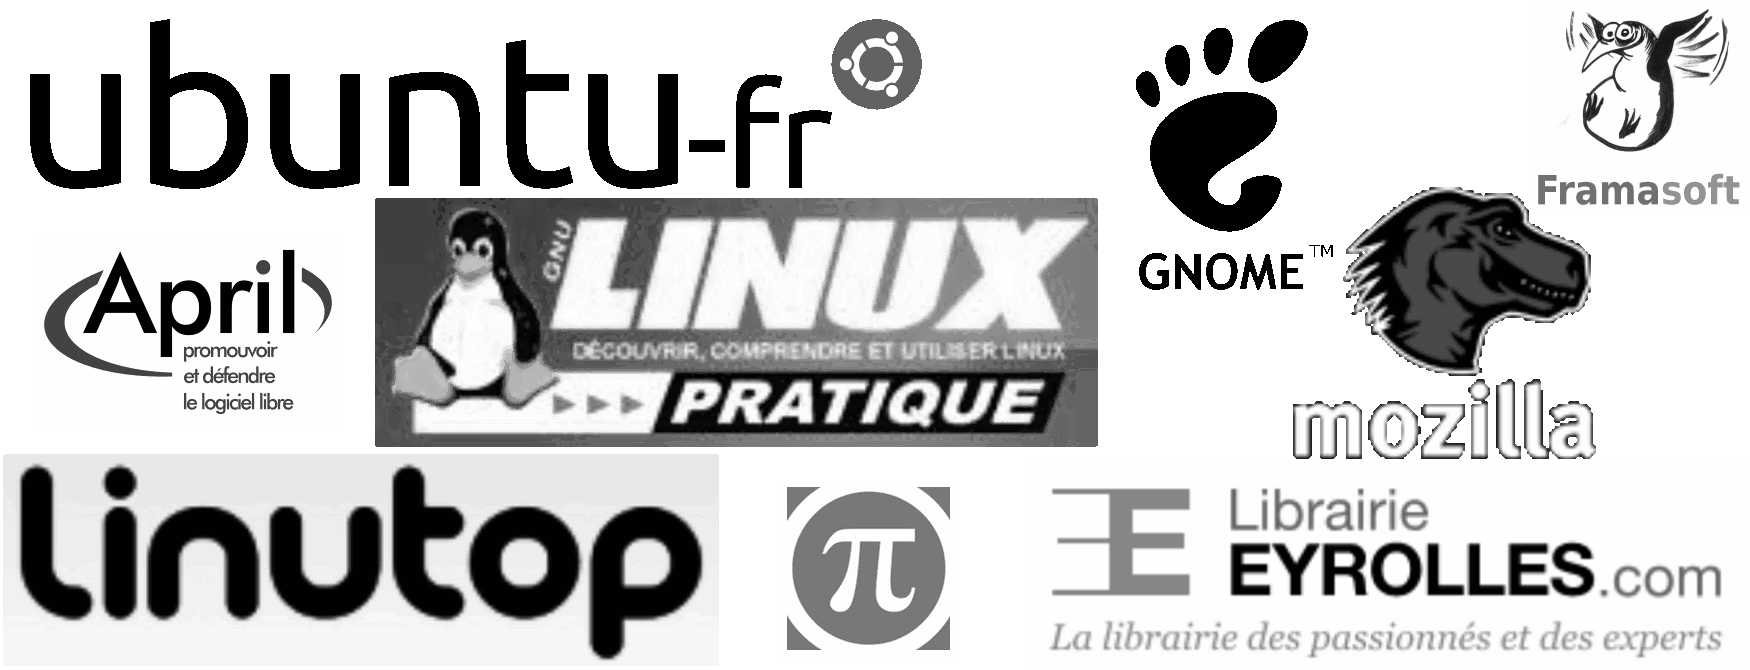 ubuntu-fr
GNOME™
Framasoft
April
promouvoir
et défendre
le logiciel libre
GNU
LINUX
DÉCOUVRIR, COMPRENDRE ET UTILISER LINUX
PRATIQUE
mozilla
Linutop
π
Librairie
EYROLLES.com
La librairie des passionnés et des experts